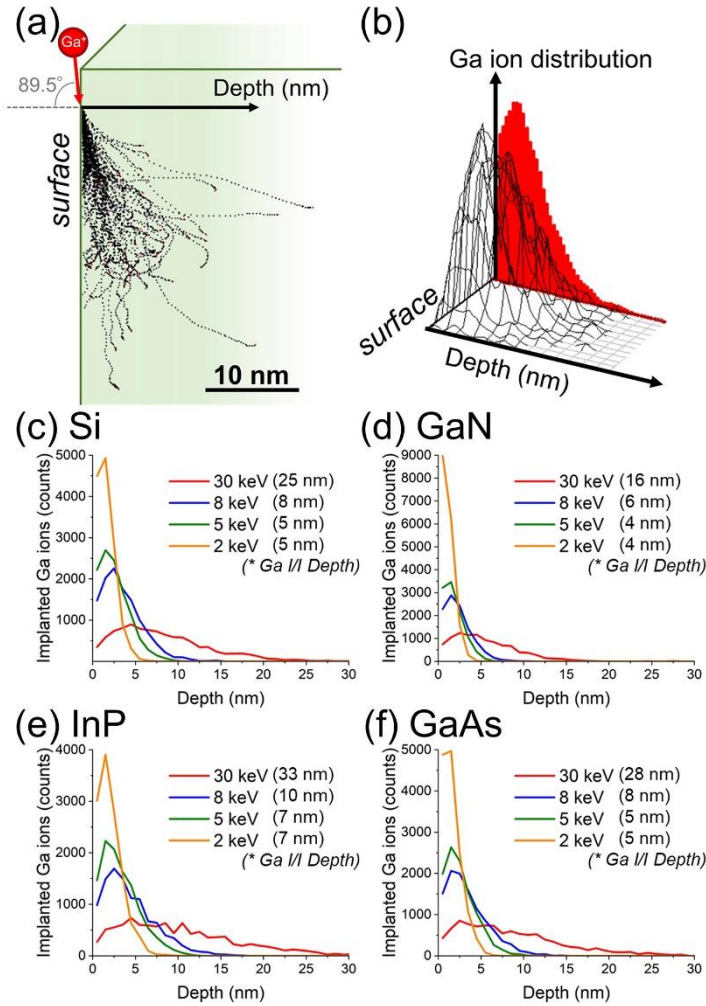 (a)
Ga⁺
89.5°
Depth (nm)
surface
10 nm
(b)
Ga ion distribution
surface
Depth (nm)
(c) Si
Implanted Ga ions (counts)
5000
4000
3000
2000
1000
0
30 keV (25 nm)
8 keV (8 nm)
5 keV (5 nm)
2 keV (5 nm)
(* Ga I/I Depth)
0 5 10 15 20 25 30
Depth (nm)
(d) GaN
Implanted Ga ions (counts)
9000
8000
7000
6000
5000
4000
3000
2000
1000
0
30 keV (16 nm)
8 keV (6 nm)
5 keV (4 nm)
2 keV (4 nm)
(* Ga I/I Depth)
0 5 10 15 20 25 30
Depth (nm)
(e) InP
Implanted Ga ions (counts)
4000
3000
2000
1000
0
30 keV (33 nm)
8 keV (10 nm)
5 keV (7 nm)
2 keV (7 nm)
(* Ga I/I Depth)
0 5 10 15 20 25 30
Depth (nm)
(f) GaAs
Implanted Ga ions (counts)
5000
4000
3000
2000
1000
0
30 keV (28 nm)
8 keV (8 nm)
5 keV (5 nm)
2 keV (5 nm)
(* Ga I/I Depth)
0 5 10 15 20 25 30
Depth (nm)